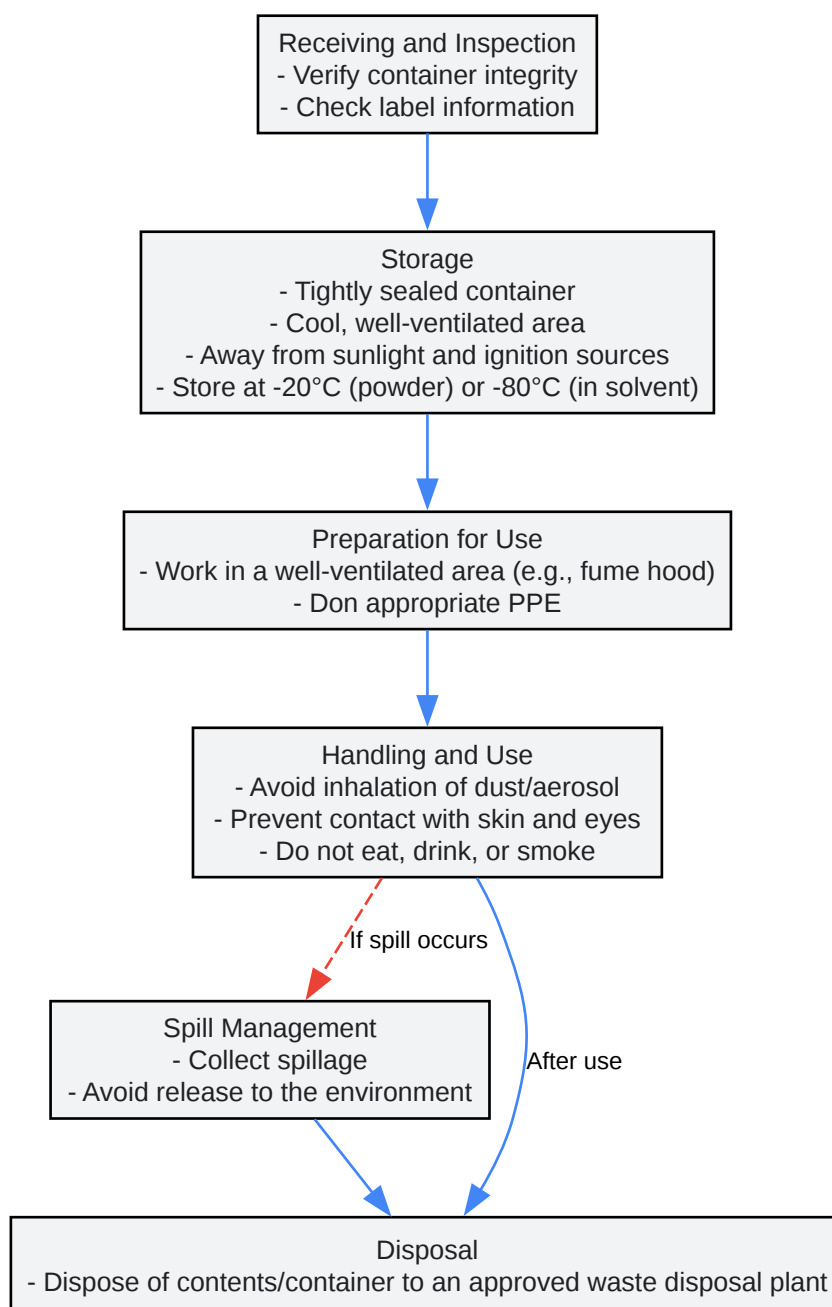 Receiving and Inspection
- Verify container integrity
- Check label information
Storage
- Tightly sealed container
- Cool, well-ventilated area
- Away from sunlight and ignition sources
- Store at -20°C (powder) or -80°C (in solvent)
Preparation for Use
- Work in a well-ventilated area (e.g., fume hood)
- Don appropriate PPE
Handling and Use
- Avoid inhalation of dust/aerosol
- Prevent contact with skin and eyes
- Do not eat, drink, or smoke
If spill occurs
Spill Management
- Collect spillage
- Avoid release to the environment
After use
Disposal
- Dispose of contents/container to an approved waste disposal plant